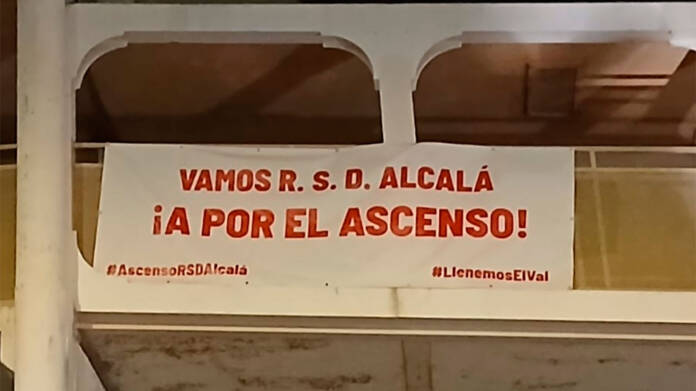 VAMOS R. S. D. ALCALÁ
¡A POR EL ASCENSO!
#AscensoRSDAlcalá
#LlenemosElVal